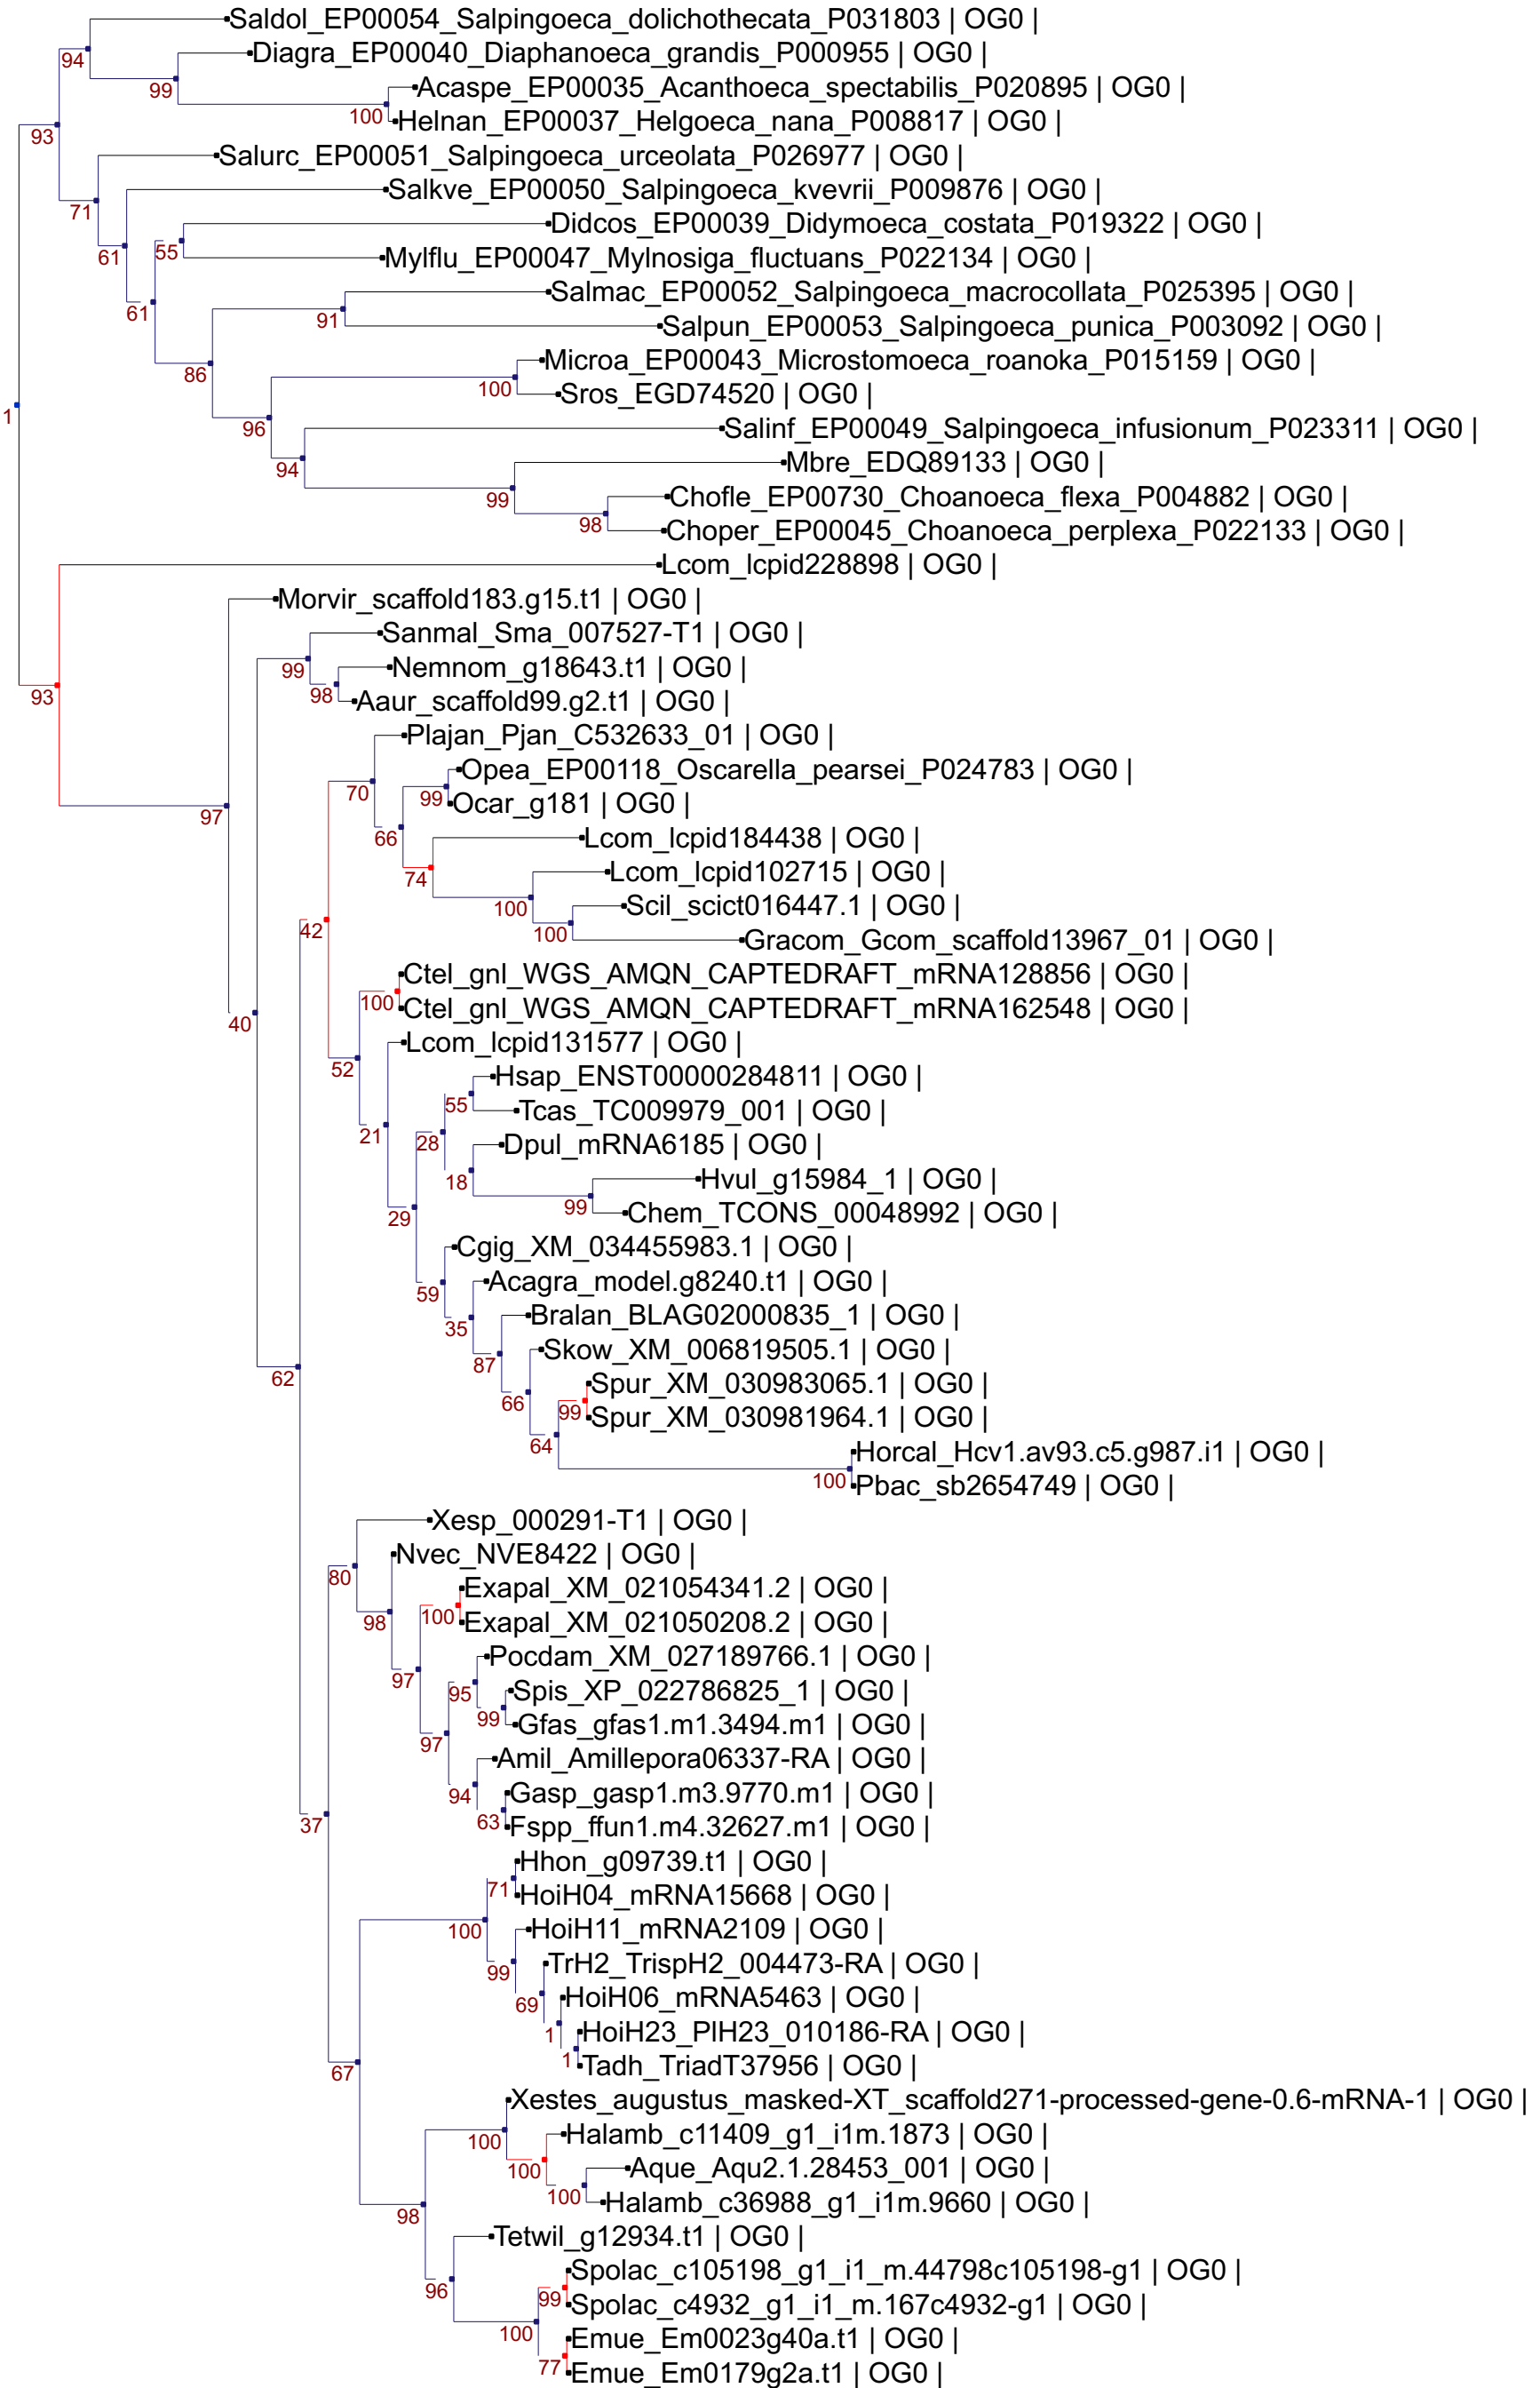 Saldol_EP00054_Salpingoeca_dolichothecata_P031803 | OG0 |
94
Diagra_EP00040_Diaphanoeca_grandis_P000955 | OG0 |
99
Acaspe_EP00035_Acanthoeca_spectabilis_P020895 | OG0 |
100
Helnan_EP00037_Helgoeca_nana_P008817 | OG0 |
93
Salurc_EP00051_Salpingoeca_urceolata_P026977 | OG0 |
Salkve_EP00050_Salpingoeca_kvevrii_P009876 | OG0 |
71
Didcos_EP00039_Didymoeca_costata_P019322 | OG0 |
61
55
Mylflu_EP00047_Mylnosiga_fluctuans_P022134 | OG0 |
Salmac_EP00052_Salpingoeca_macrocollata_P025395 | OG0 |
61
91
Salpun_EP00053_Salpingoeca_punica_P003092 | OG0 |
Microa_EP00043_Microstomoeca_roanoka_P015159 | OG0 |
86
100
Sros_EGD74520 | OG0 |
1
96
Salinf_EP00049_Salpingoeca_infusionum_P023311 | OG0 |
Mbre_EDQ89133 | OG0 |
94
99
Chofle_EP00730_Choanoeca_flexa_P004882 | OG0 |
98
Choper_EP00045_Choanoeca_perplexa_P022133 | OG0 |
Lcom_lcpid228898 | OG0 |
Morvir_scaffold183.g15.t1 | OG0 |
Sanmal_Sma_007527-T1 | OG0 |
99
Nemnom_g18643.t1 | OG0 |
93
98
Aaur_scaffold99.g2.t1 | OG0 |
Plajan_Pjan_C532633_01 | OG0 |
Opea_EP00118_Oscarella_pearsei_P024783 | OG0 |
70
99
Ocar_g181 | OG0 |
97
66
Lcom_lcpid184438 | OG0 |
74
Lcom_lcpid102715 | OG0 |
100
Scil_scict016447.1 | OG0 |
42
100
Gracom_Gcom_scaffold13967_01 | OG0 |
Ctel_gnl_WGS_AMQN_CAPTEDRAFT_mRNA128856 | OG0 |
100
Ctel_gnl_WGS_AMQN_CAPTEDRAFT_mRNA162548 | OG0 |
40
Lcom_lcpid131577 | OG0 |
52
Hsap_ENST00000284811 | OG0 |
55
Tcas_TC009979_001 | OG0 |
21
28
Dpul_mRNA6185 | OG0 |
18
Hvul_g15984_1 | OG0 |
99
Chem_TCONS_00048992 | OG0 |
29
Cgig_XM_034455983.1 | OG0 |
59
Acagra_model.g8240.t1 | OG0 |
35
Bralan_BLAG02000835_1 | OG0 |
Skow_XM_006819505.1 | OG0 |
87
62
Spur_XM_030983065.1 | OG0 |
66
99
Spur_XM_030981964.1 | OG0 |
64
Horcal_Hcv1.av93.c5.g987.i1 | OG0 |
100
Pbac_sb2654749 | OG0 |
Xesp_000291-T1 | OG0 |
Nvec_NVE8422 | OG0 |
80
Exapal_XM_021054341.2 | OG0 |
98
100
Exapal_XM_021050208.2 | OG0 |
Pocdam_XM_027189766.1 | OG0 |
97
95
Spis_XP_022786825_1 | OG0 |
99
Gfas_gfas1.m1.3494.m1 | OG0 |
97
Amil_Amillepora06337-RA | OG0 |
94
Gasp_gasp1.m3.9770.m1 | OG0 |
63
Fspp_ffun1.m4.32627.m1 | OG0 |
37
Hhon_g09739.t1 | OG0 |
71
HoiH04_mRNA15668 | OG0 |
100
HoiH11_mRNA2109 | OG0 |
99
TrH2_TrispH2_004473-RA | OG0 |
69
HoiH06_mRNA5463 | OG0 |
1
HoiH23_PlH23_010186-RA | OG0 |
1
Tadh_TriadT37956 | OG0 |
67
Xestes_augustus_masked-XT_scaffold271-processed-gene-0.6-mRNA-1 | OG0 |
100
Halamb_c11409_g1_i1m.1873 | OG0 |
100
Aque_Aqu2.1.28453_001 | OG0 |
100
Halamb_c36988_g1_i1m.9660 | OG0 |
98
Tetwil_g12934.t1 | OG0 |
Spolac_c105198_g1_i1_m.44798c105198-g1 | OG0 |
96
99
Spolac_c4932_g1_i1_m.167c4932-g1 | OG0 |
100
Emue_Em0023g40a.t1 | OG0 |
77
Emue_Em0179g2a.t1 | OG0 |